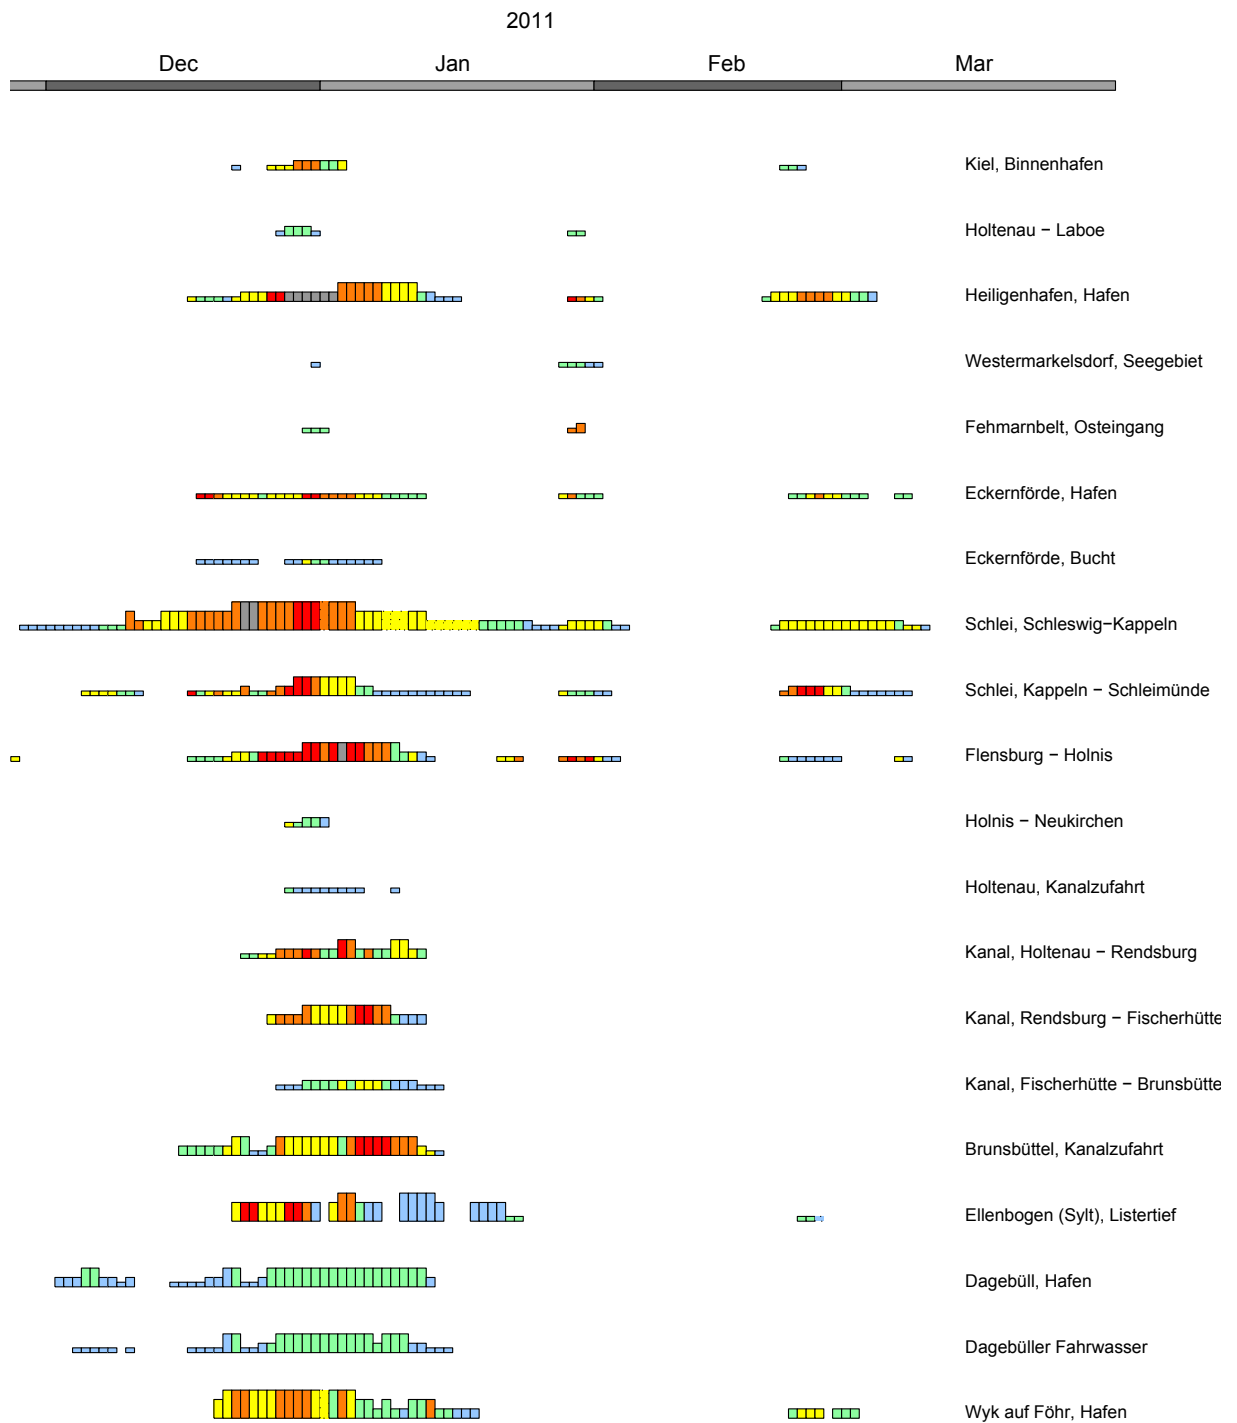 2011
Dec Jan Feb Mar
Kiel, Binnenhafen
Holtenau − Laboe
Heiligenhafen, Hafen
Westermarkelsdorf, Seegebiet
Fehmarnbelt, Osteingang
Eckernförde, Hafen
Eckernförde, Bucht
Schlei, Schleswig−Kappeln
Schlei, Kappeln − Schleimünde
Flensburg − Holnis
Holnis − Neukirchen
Holtenau, Kanalzufahrt
Kanal, Holtenau − Rendsburg
Kanal, Rendsburg − Fischerhütte
Kanal, Fischerhütte − Brunsbütte
Brunsbüttel, Kanalzufahrt
Ellenbogen (Sylt), Listertief
Dagebüll, Hafen
Dagebüller Fahrwasser
Wyk auf Föhr, Hafen